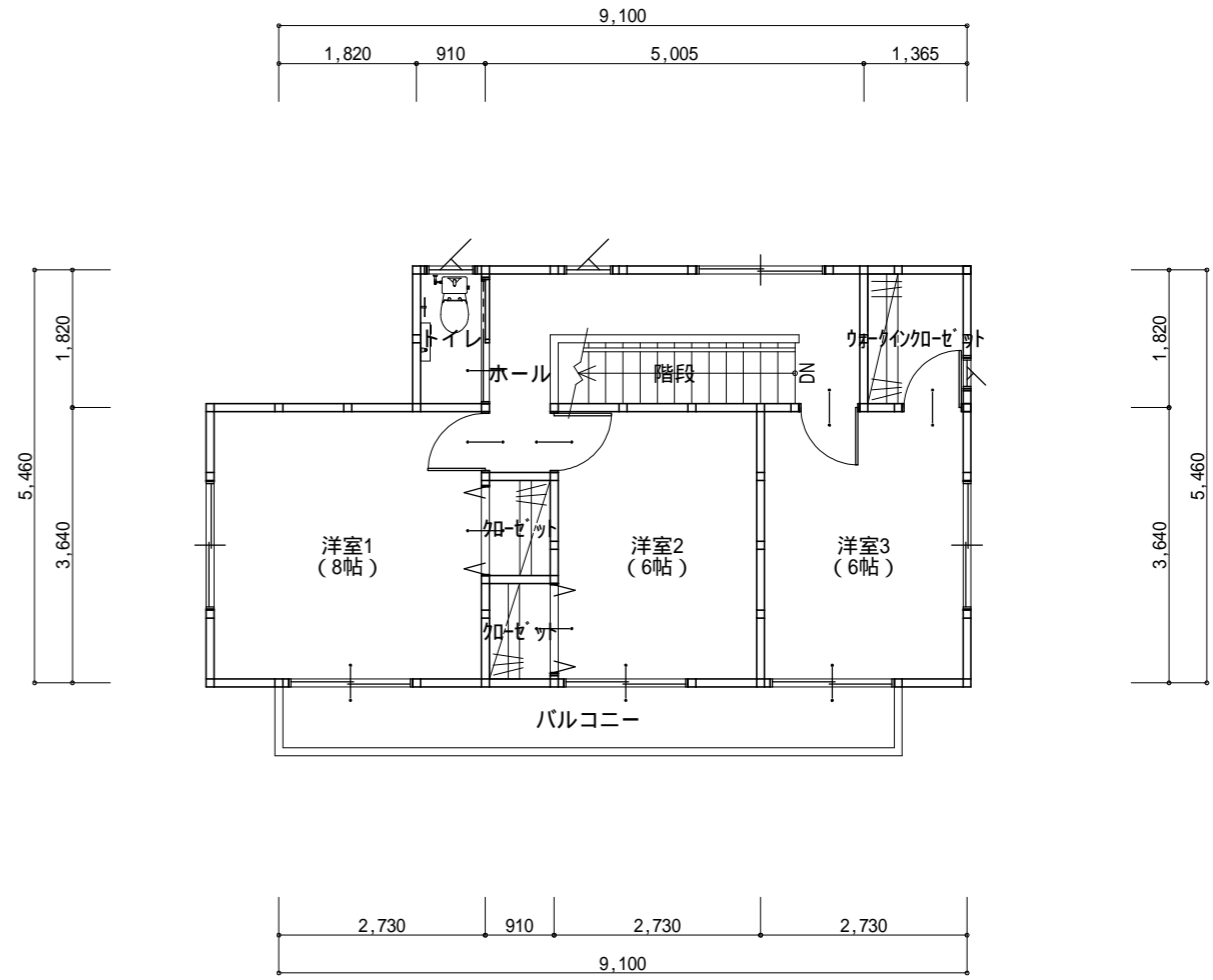 9,100
1,820
910
5,005
1,365
1,820
5,460
3,640
1,820
5,460
3,640
トイレ
ウォークインクローゼット
ホール
階段
DN
クローゼット
洋室1
(8帖)
洋室2
(6帖)
洋室3
(6帖)
クローゼット
バルコニー
2,730
910
2,730
2,730
9,100